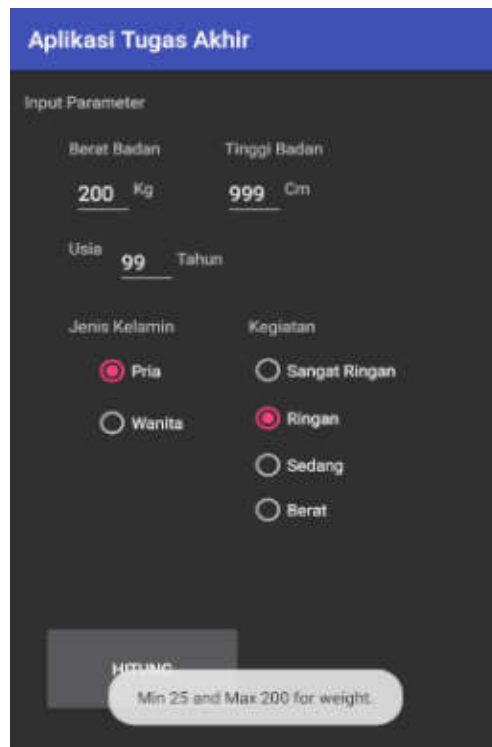 Aplikasi Tugas Akhir
Input Parameter
Berat Badan Tinggi Badan
200 Kg 999 Cm
Usia 99 Tahun
Jenis Kelamin Kegiatan
Pria Sangat Ringan
Wanita Ringan
Sedang
Berat
HITUNG
Min 25 and Max 200 for weight.